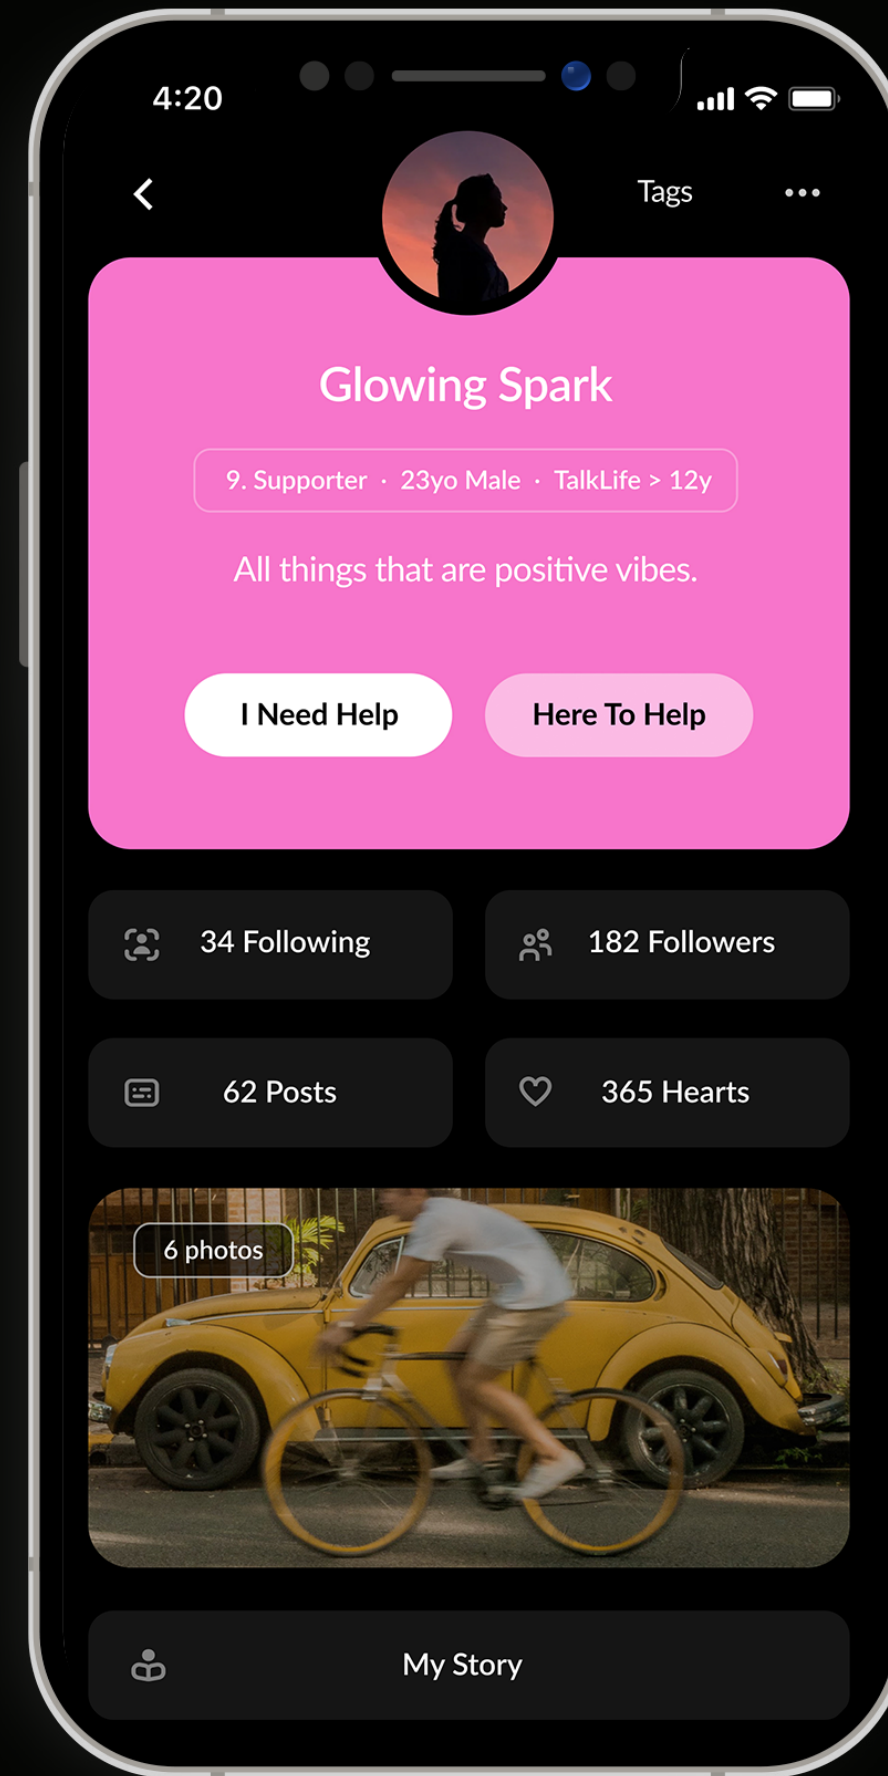 4:20
Tags
Glowing Spark
9. Supporter · 23yo Male · TalkLife > 12y
All things that are positive vibes.
I Need Help
Here To Help
34 Following
182 Followers
62 Posts
365 Hearts
6 photos
My Story